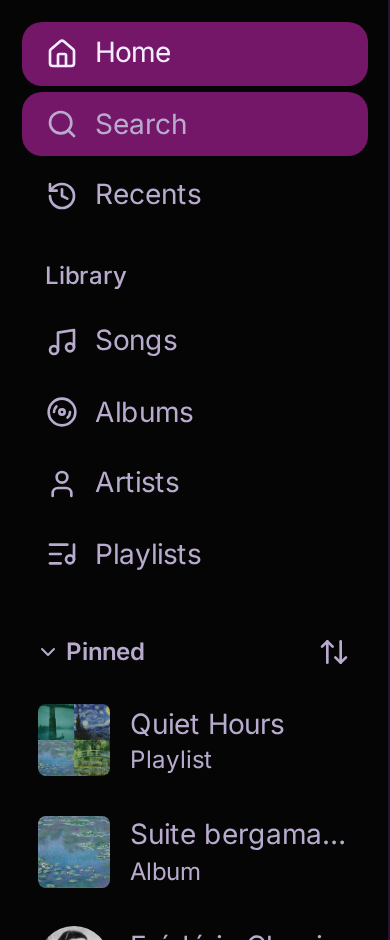 Home
Search
Recents
Library
Songs
Albums
Artists
Playlists
Pinned
Quiet Hours
Playlist
Suite bergama...
Album